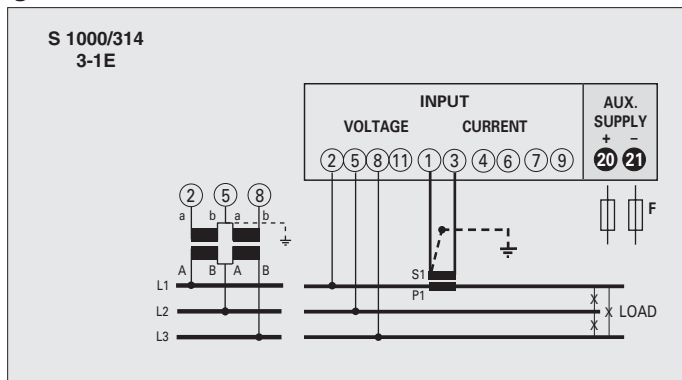 S 1000/314
3-1E
INPUT
VOLTAGE CURRENT
2 5 8 11 1 3 4 6 7 9
AUX.
SUPPLY
+ –
20 21
F
2 5 8
a b a b
A B A B
S1
P1
L1
L2
L3
X
X
X
LOAD